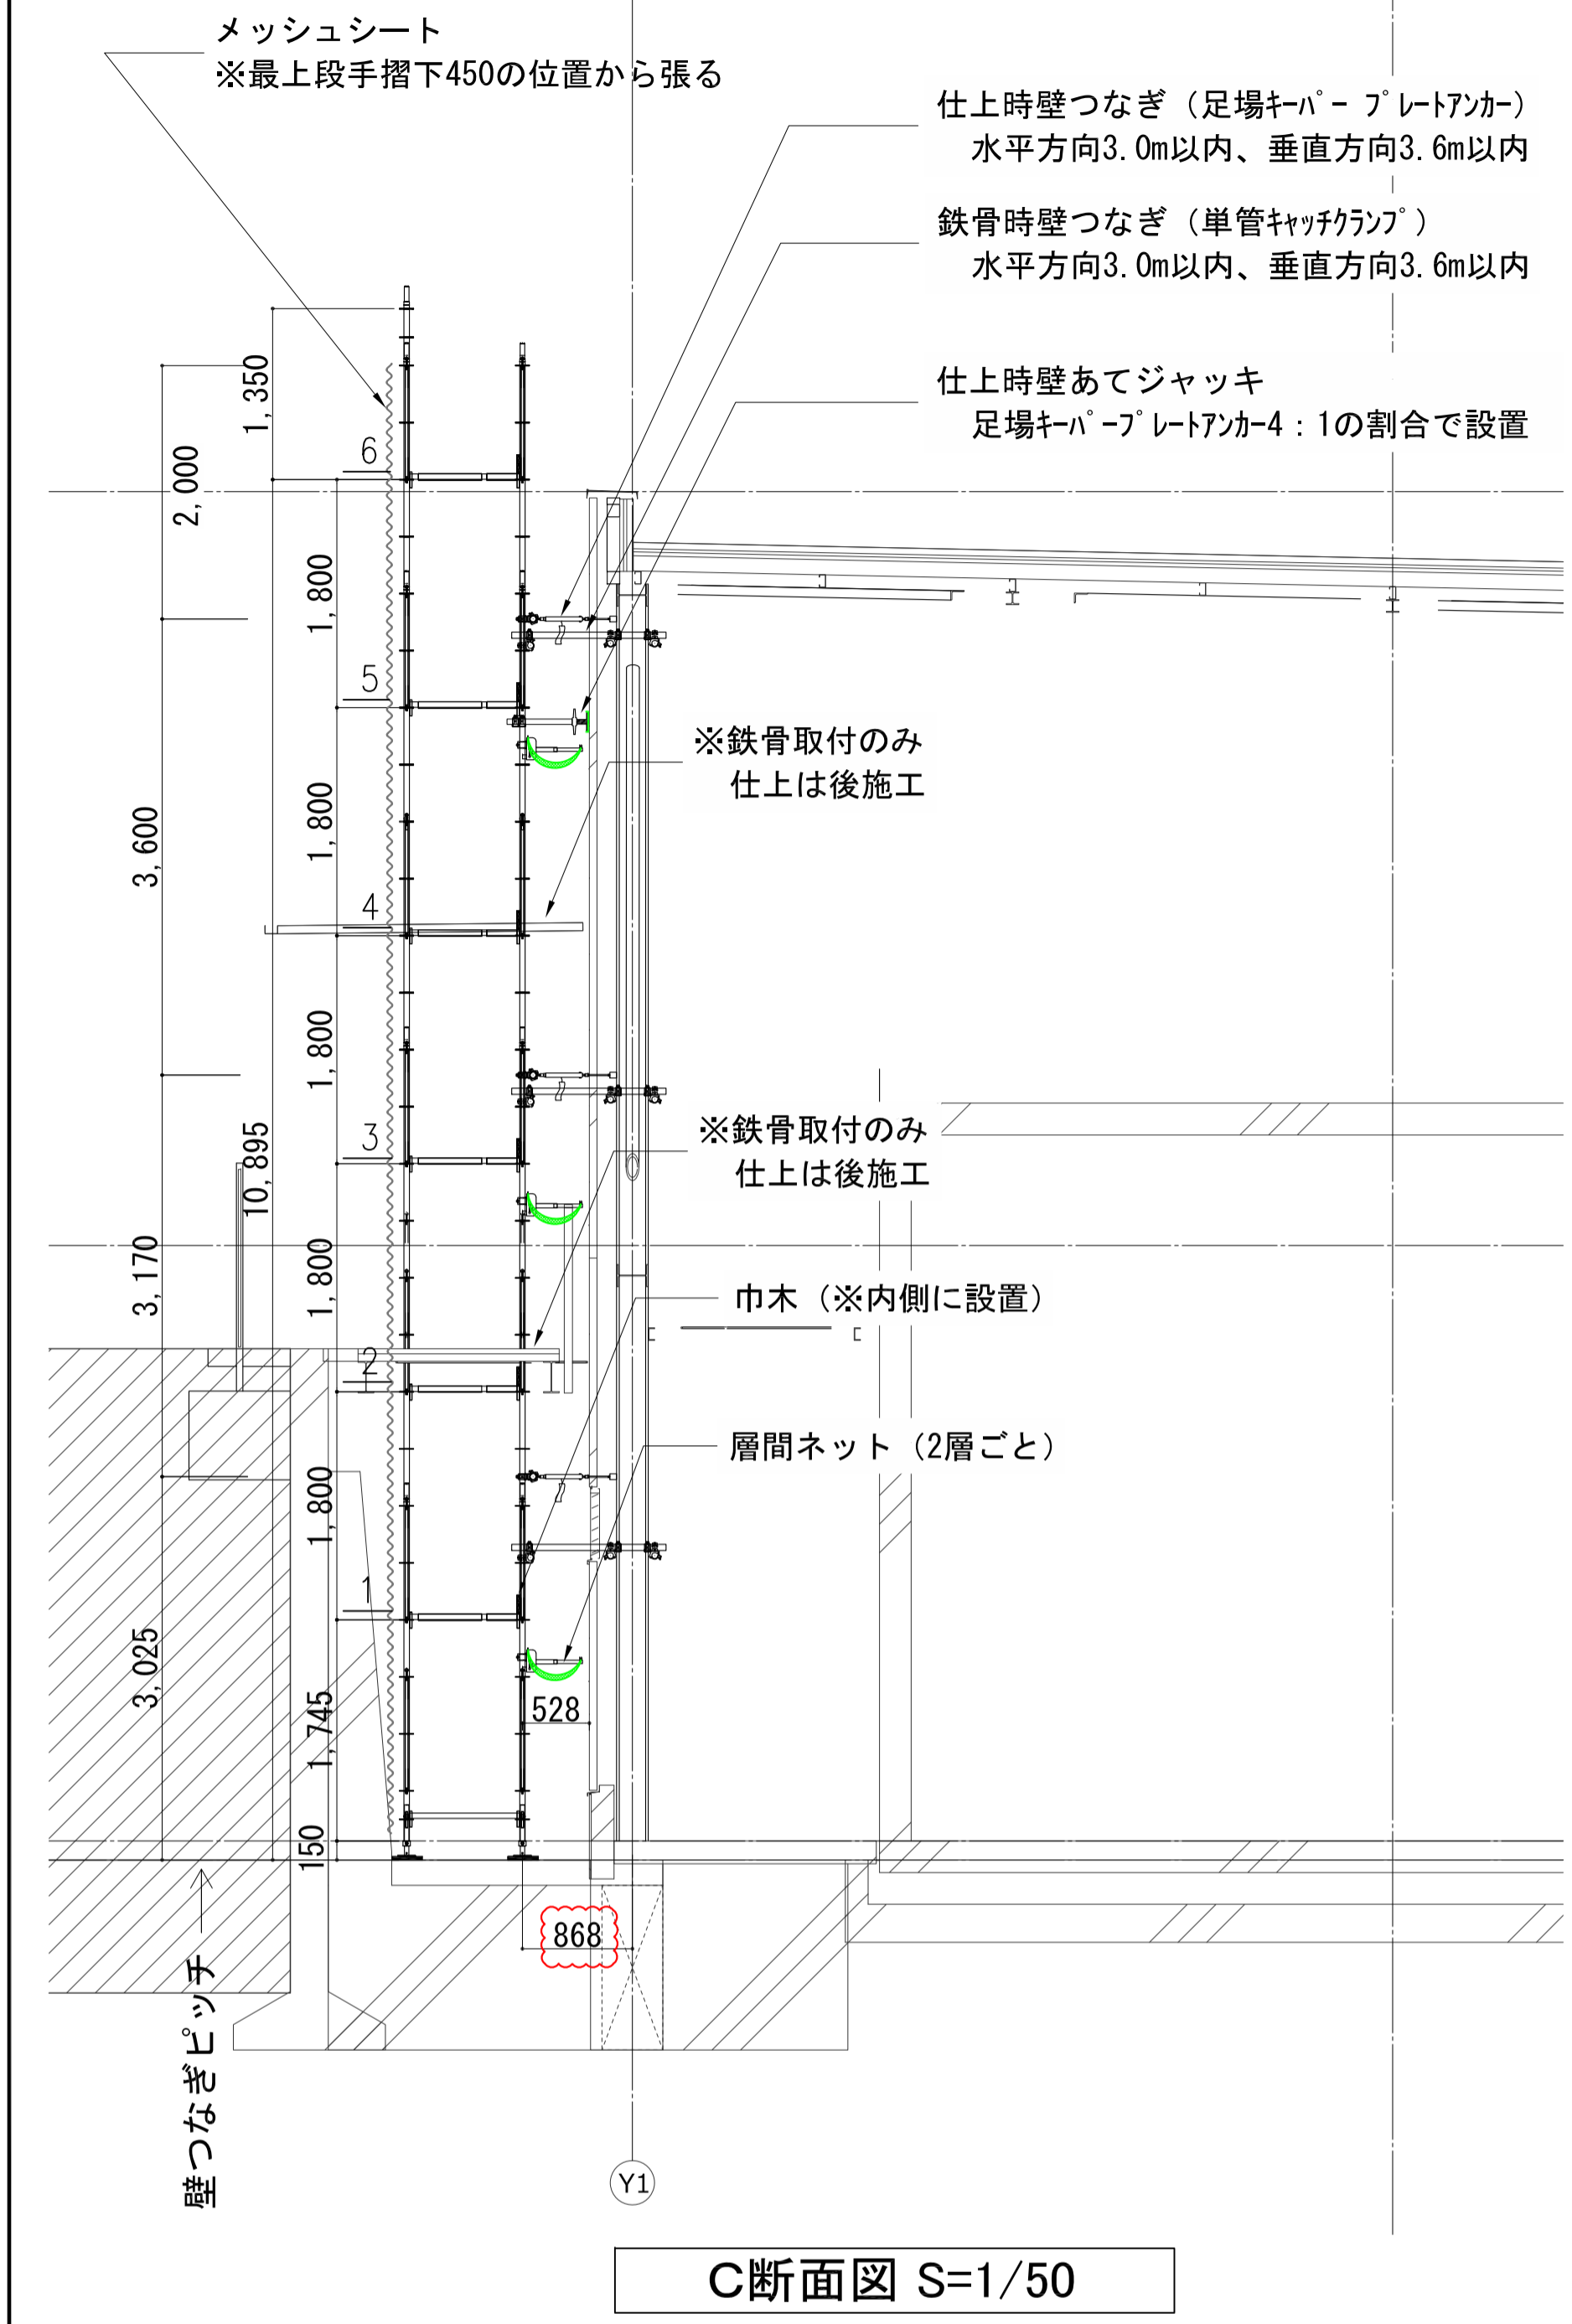 メッシュシート
※最上段手摺下450の位置から張る
仕上時壁つなぎ（足場ｷｰﾊﾟｰ ﾌﾟﾚｰﾄｱﾝｶｰ）
水平方向3.0m以内、垂直方向3.6m以内
鉄骨時壁つなぎ（単管ｷｬｯﾁｸﾗﾝﾌﾟ）
水平方向3.0m以内、垂直方向3.6m以内
仕上時壁あてジャッキ
足場ｷｰﾊﾟｰﾌﾟﾚｰﾄｱﾝｶｰ4：1の割合で設置
1,350
2,000
6
1,800
5
※鉄骨取付のみ
仕上は後施工
3,600
1,800
4
1,800
※鉄骨取付のみ
仕上は後施工
3
10,895
3,170
1,800
巾木（※内側に設置）
2
層間ネット（2層ごと）
1,800
1
3,025
1,745
528
150
868
壁つなぎピッチ
Y1
C断面図 S=1/50